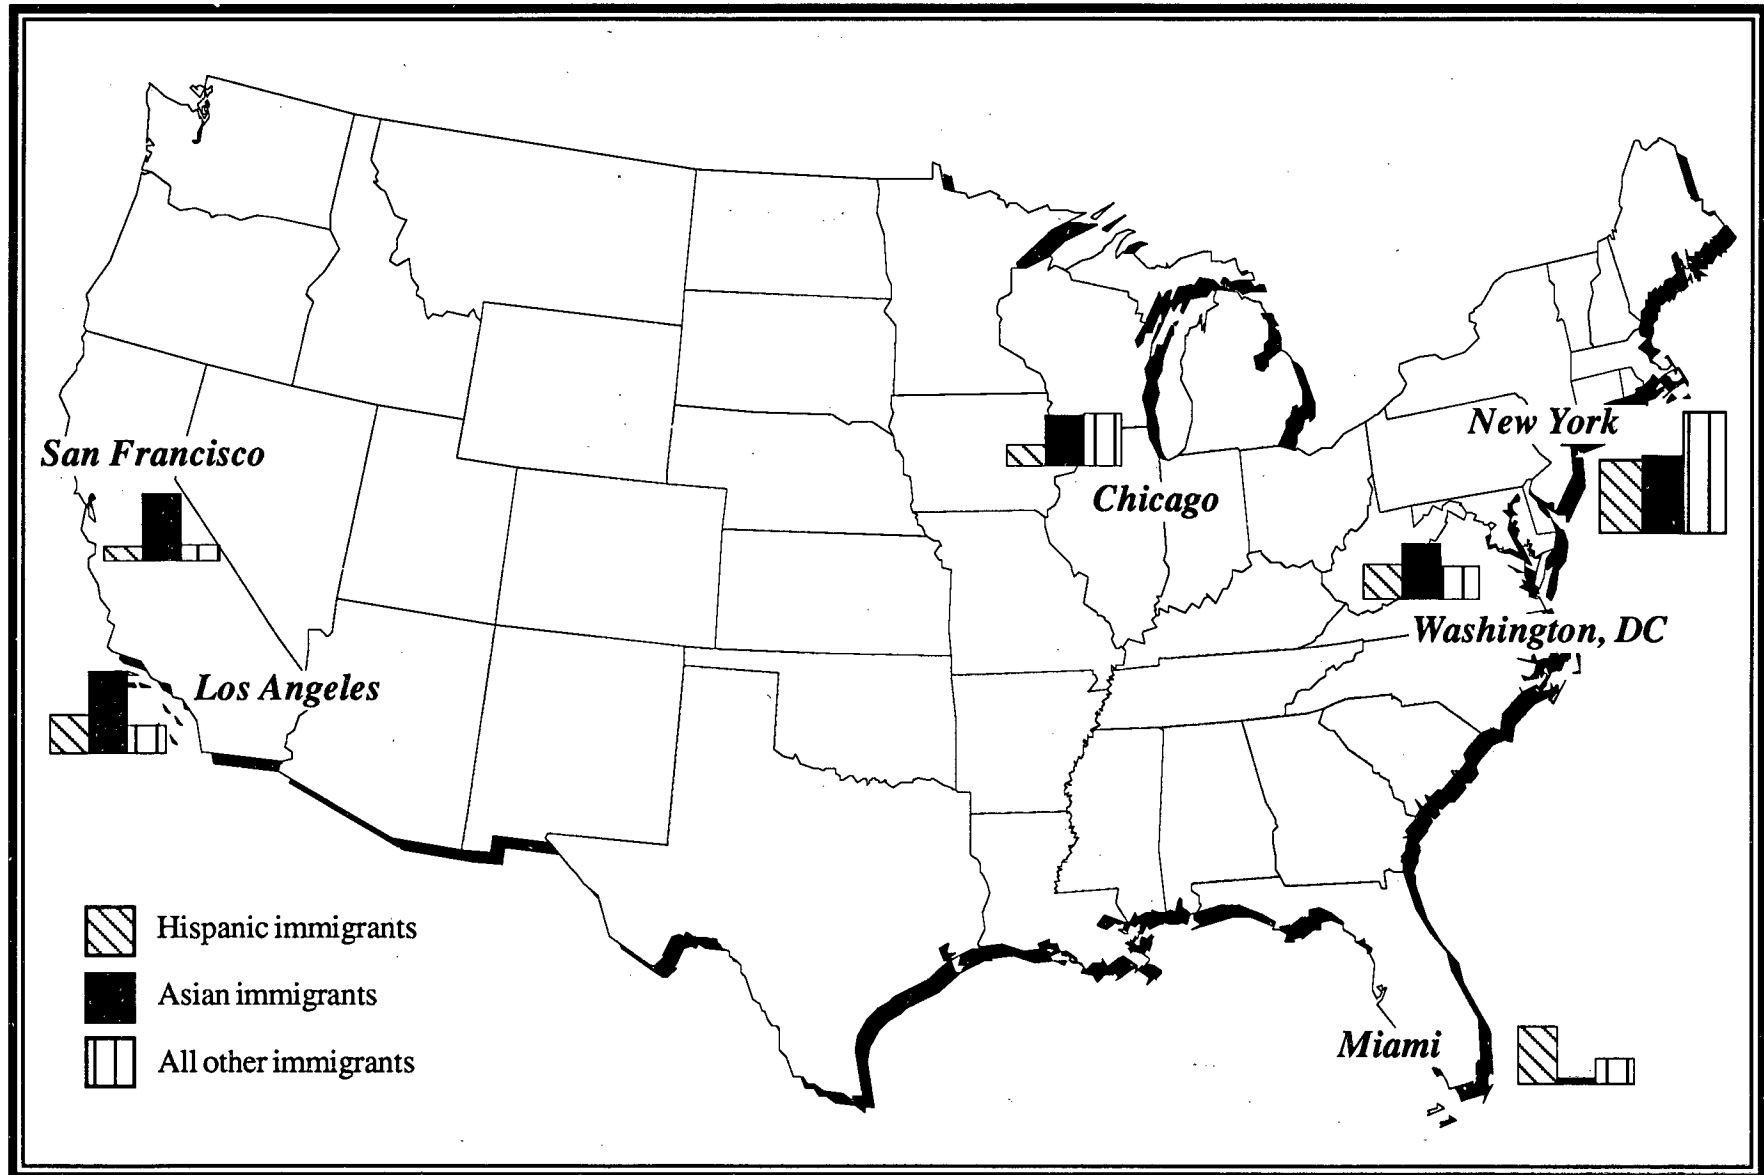 New York
San Francisco
Chicago
Washington, DC
Los Angeles
Hispanic immigrants
Asian immigrants
All other immigrants
Miami